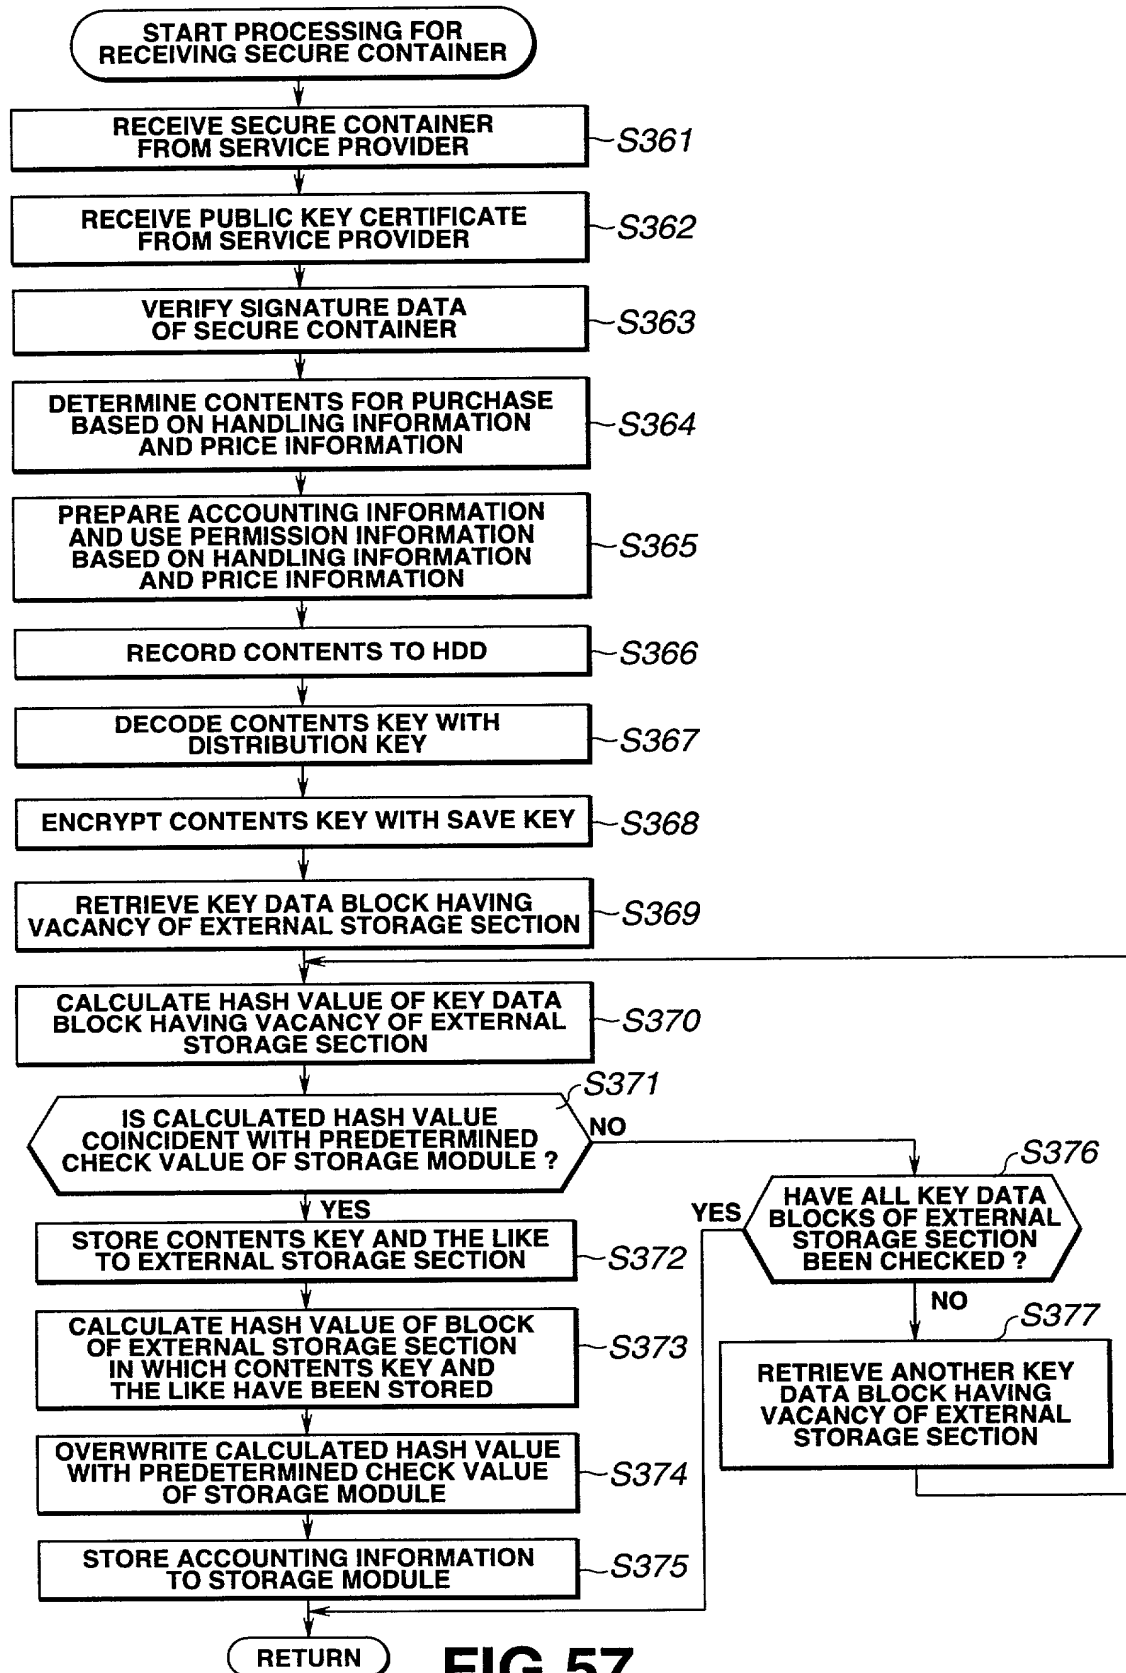 START PROCESSING FOR
RECEIVING SECURE CONTAINER
RECEIVE SECURE CONTAINER
FROM SERVICE PROVIDER
S361
RECEIVE PUBLIC KEY CERTIFICATE
FROM SERVICE PROVIDER
S362
VERIFY SIGNATURE DATA
OF SECURE CONTAINER
S363
DETERMINE CONTENTS FOR PURCHASE
BASED ON HANDLING INFORMATION
AND PRICE INFORMATION
S364
PREPARE ACCOUNTING INFORMATION
AND USE PERMISSION INFORMATION
BASED ON HANDLING INFORMATION
AND PRICE INFORMATION
S365
RECORD CONTENTS TO HDD
S366
DECODE CONTENTS KEY WITH
DISTRIBUTION KEY
S367
ENCRYPT CONTENTS KEY WITH SAVE KEY
S368
RETRIEVE KEY DATA BLOCK HAVING
VACANCY OF EXTERNAL STORAGE SECTION
S369
CALCULATE HASH VALUE OF KEY DATA
BLOCK HAVING VACANCY OF EXTERNAL
STORAGE SECTION
S370
S371
IS CALCULATED HASH VALUE
COINCIDENT WITH PREDETERMINED
CHECK VALUE OF STORAGE MODULE ?
NO
YES
S376
HAVE ALL KEY DATA
BLOCKS OF EXTERNAL
STORAGE SECTION
BEEN CHECKED ?
YES
NO
STORE CONTENTS KEY AND THE LIKE
TO EXTERNAL STORAGE SECTION
S372
S377
RETRIEVE ANOTHER KEY
DATA BLOCK HAVING
VACANCY OF EXTERNAL
STORAGE SECTION
CALCULATE HASH VALUE OF BLOCK
OF EXTERNAL STORAGE SECTION
IN WHICH CONTENTS KEY AND
THE LIKE HAVE BEEN STORED
S373
OVERWRITE CALCULATED HASH VALUE
WITH PREDETERMINED CHECK VALUE
OF STORAGE MODULE
S374
STORE ACCOUNTING INFORMATION
TO STORAGE MODULE
S375
RETURN
FIG.57